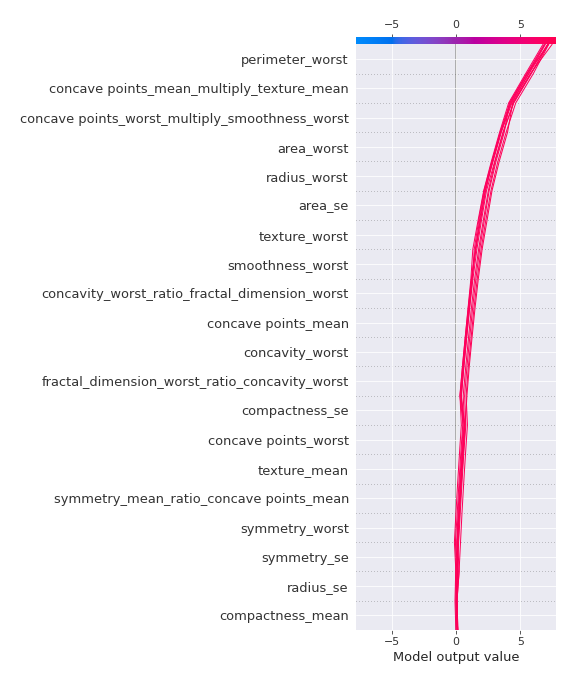 −5 0 5
perimeter_worst
concave points_mean_multiply_texture_mean
concave points_worst_multiply_smoothness_worst
area_worst
radius_worst
area_se
texture_worst
smoothness_worst
concavity_worst_ratio_fractal_dimension_worst
concave points_mean
concavity_worst
fractal_dimension_worst_ratio_concavity_worst
compactness_se
concave points_worst
texture_mean
symmetry_mean_ratio_concave points_mean
symmetry_worst
symmetry_se
radius_se
compactness_mean
−5 0 5
Model output value